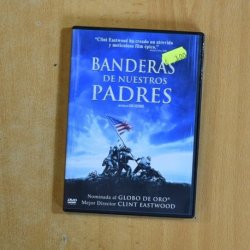 "Clint Eastwood ha creado un atrevido
y meticuloso film épico."
BANDERAS
DE NUESTROS
PADRES
Nominada al GLOBO DE ORO®
Mejor Director CLINT EASTWOOD
DVD